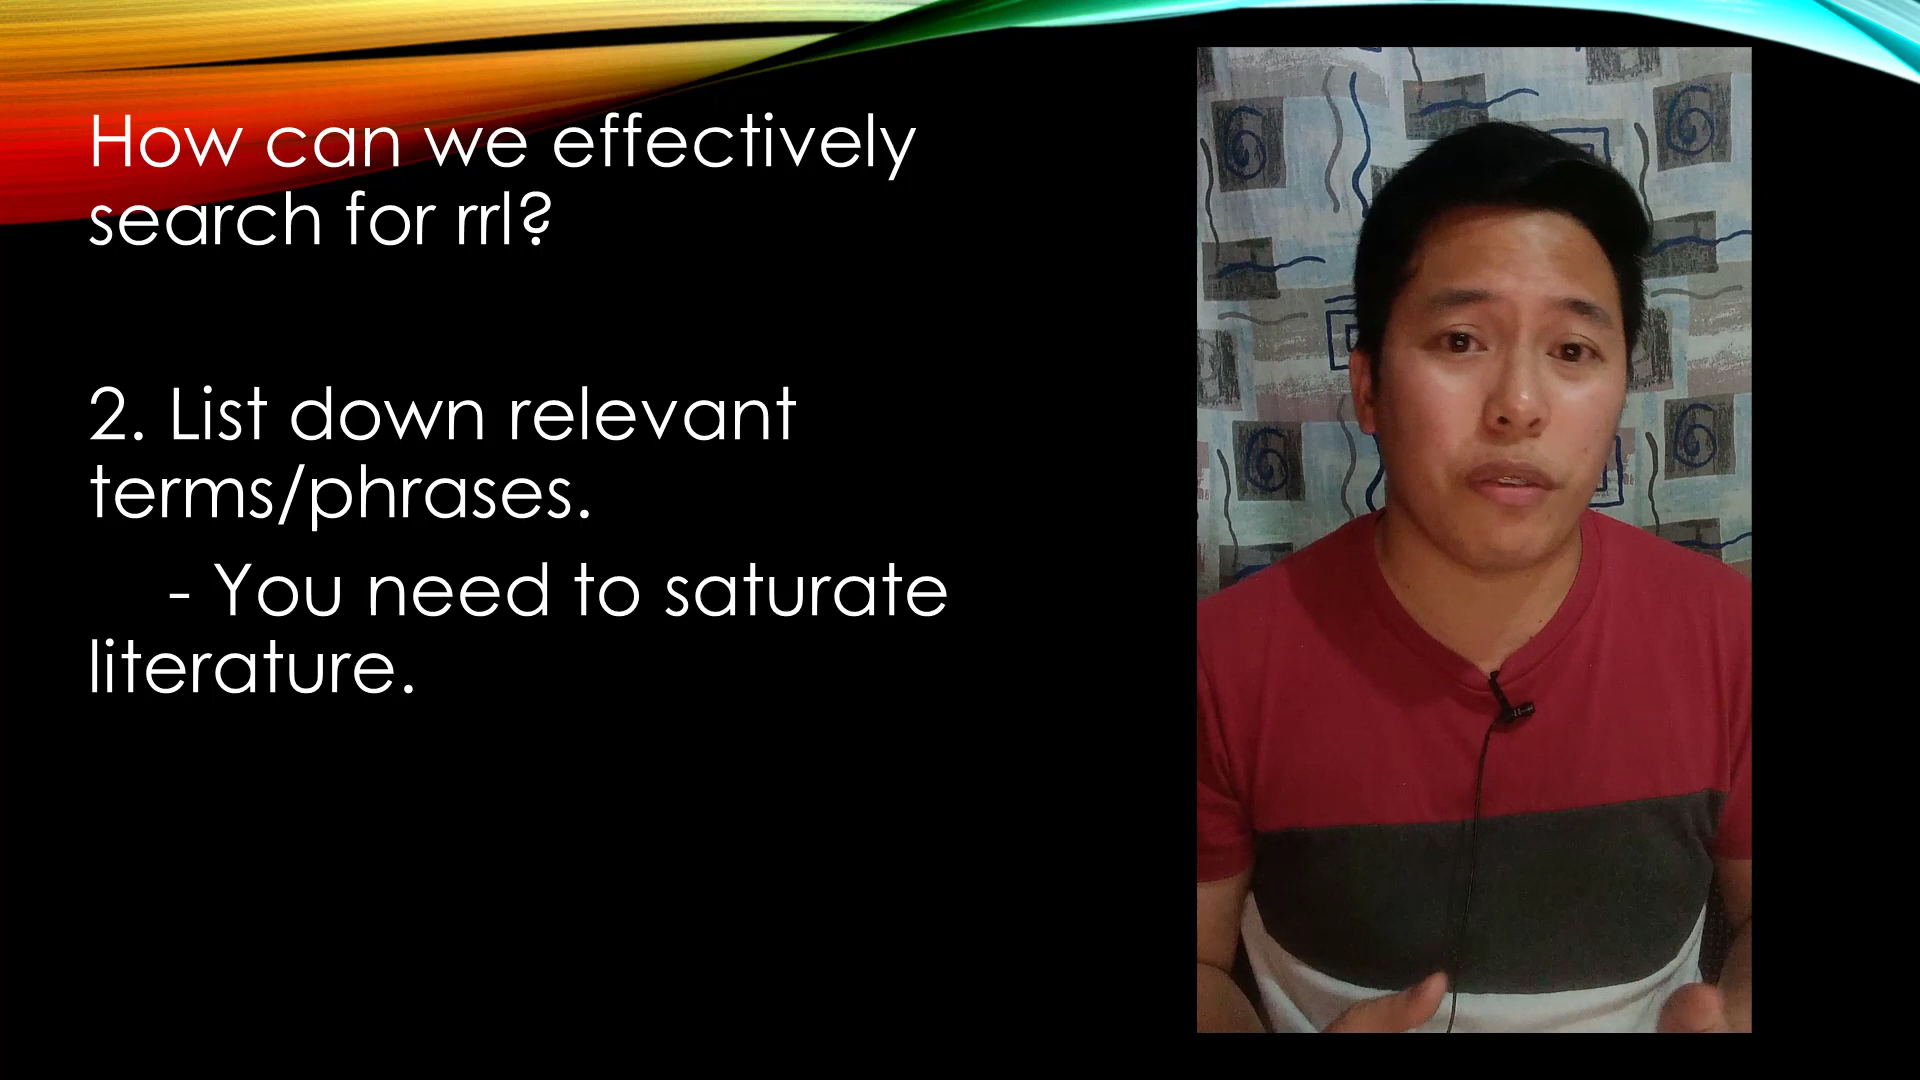 How can we effectively
search for rrl?
2. List down relevant
terms/phrases.
- You need to saturate
literature.